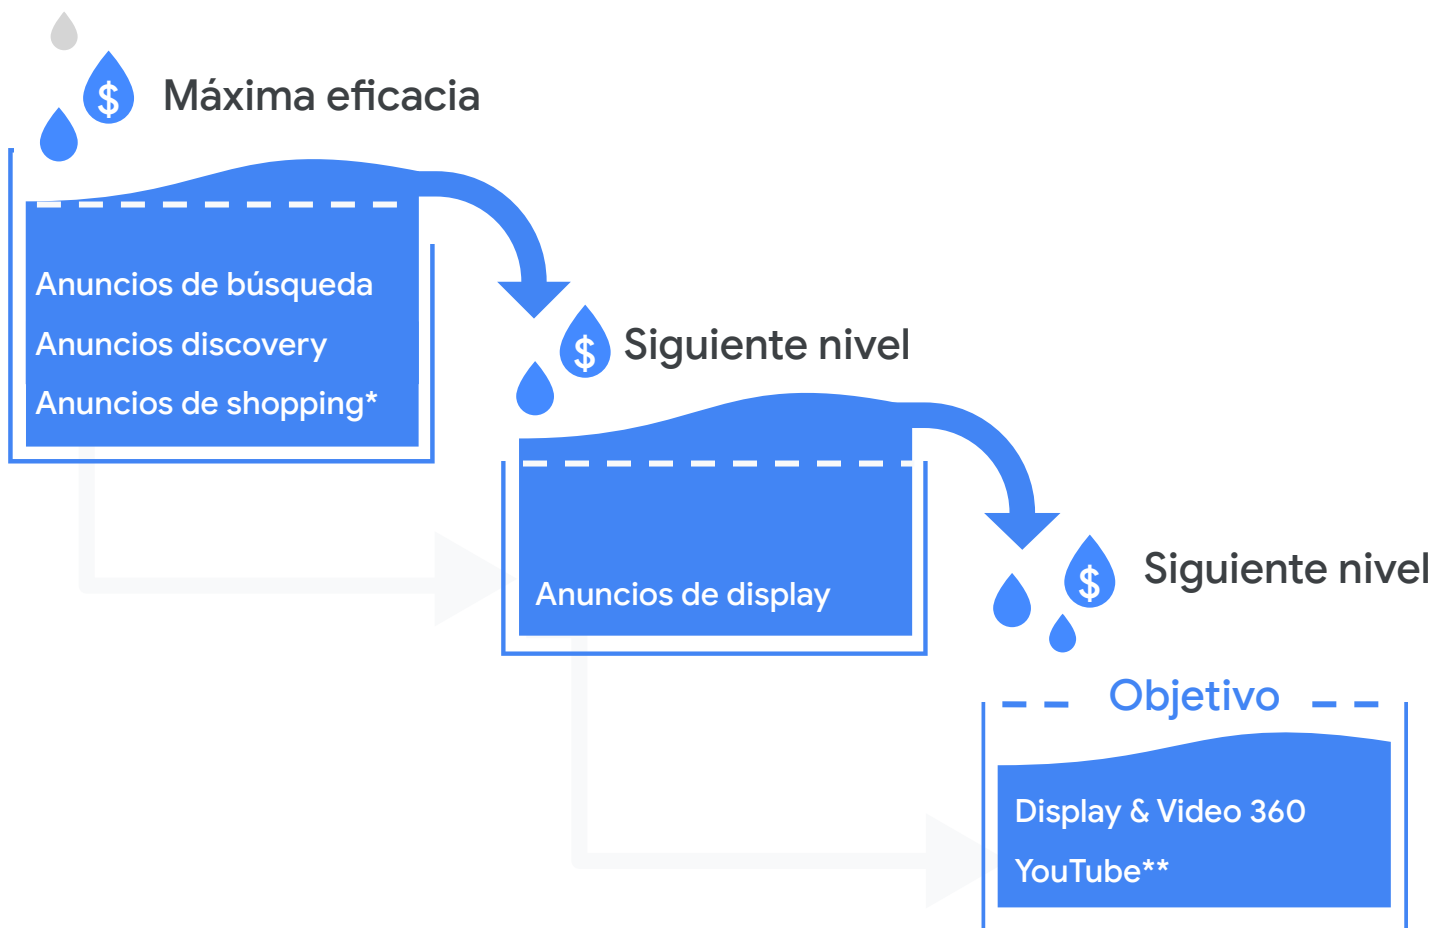 $
Máxima eficacia
Anuncios de búsqueda
Anuncios discovery
Anuncios de shopping*
$
Siguiente nivel
Anuncios de display
$
Siguiente nivel
Objetivo
Display & Video 360
YouTube**